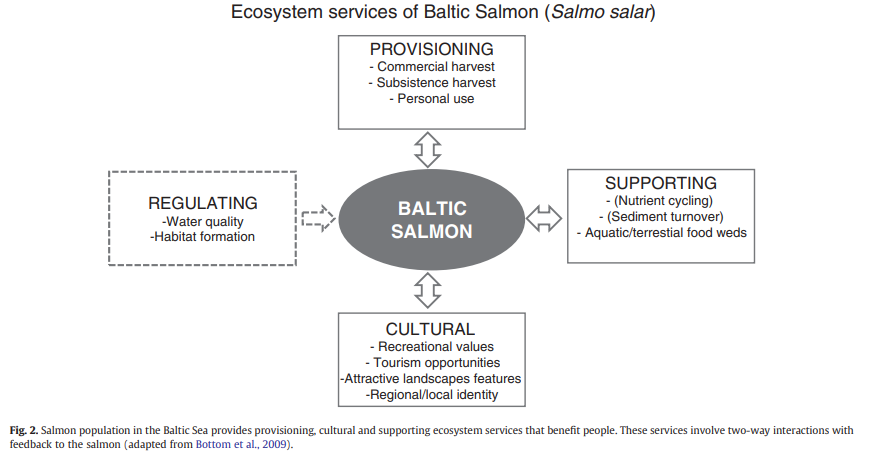 Ecosystem services of Baltic Salmon (Salmo salar)
PROVISIONING
- Commercial harvest
- Subsistence harvest
- Personal use
REGULATING
-Water quality
-Habitat formation
BALTIC
SALMON
SUPPORTING
- (Nutrient cycling)
- (Sediment turnover)
- Aquatic/terrestial food weds
CULTURAL
- Recreational values
- Tourism opportunities
-Attractive landscapes features
-Regional/local identity
Fig. 2. Salmon population in the Baltic Sea provides provisioning, cultural and supporting ecosystem services that benefit people. These services involve two-way interactions with
feedback to the salmon (adapted from Bottom et al., 2009).